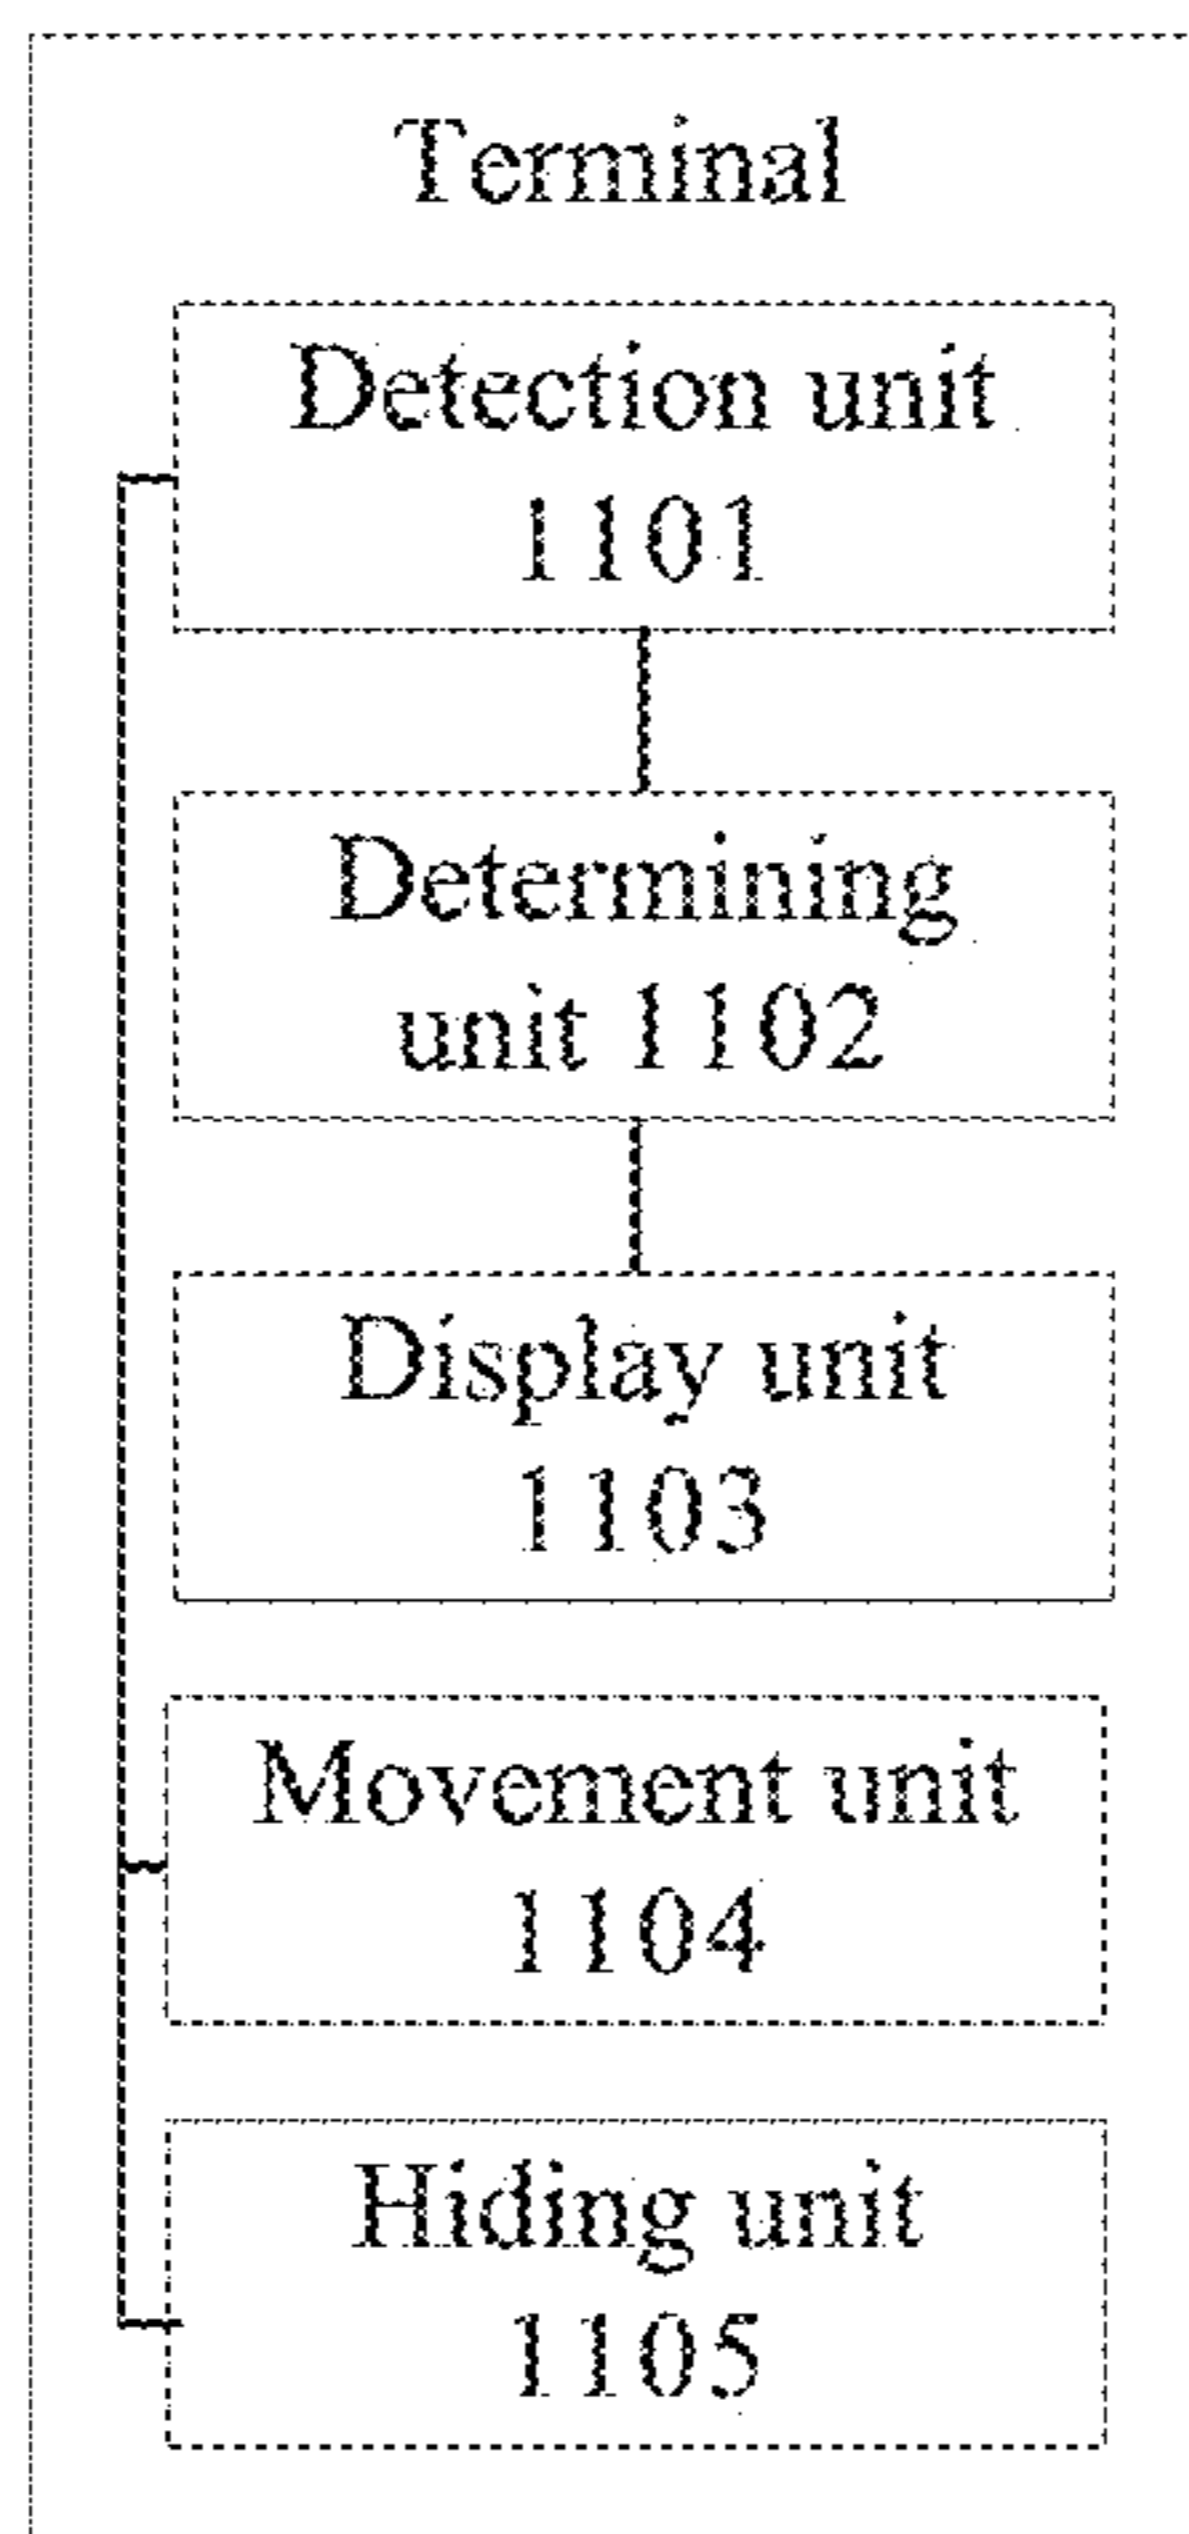 Terminal
Detection unit
1101
Determining
unit 1102
Display unit
1103
Movement unit
1104
Hiding unit
1105